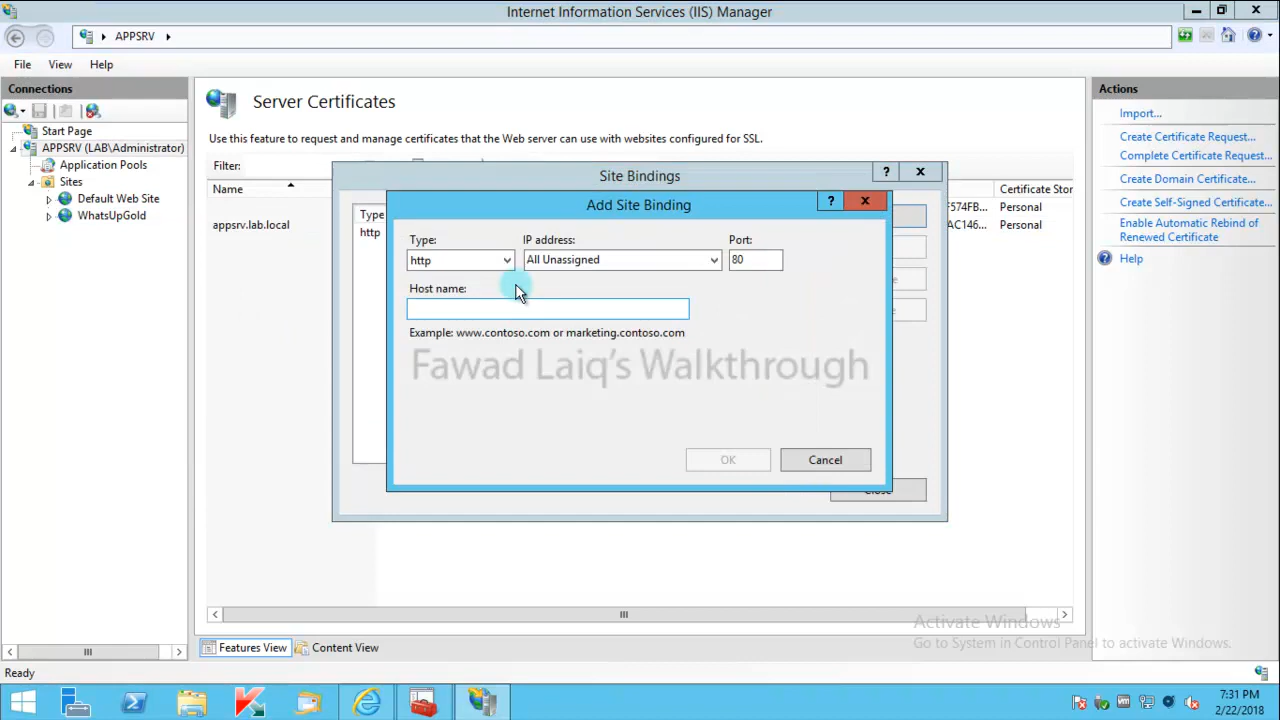 Internet Information Services (IIS) Manager
APPSRV
File View Help
Connections
Start Page
APPSRV (LAB\Administrator)
Application Pools
Sites
Default Web Site
WhatsUpGold
Server Certificates
Use this feature to request and manage certificates that the Web server can use with websites configured for SSL.
Filter:
Name
Certificate Stor
F574FB... Personal
appsrv.lab.local
AC146... Personal
Site Bindings
Type
http
Close
Add Site Binding
Type: IP address: Port:
http All Unassigned 80
Host name:
Example: www.contoso.com or marketing.contoso.com
Fawad Laiq's Walkthrough
OK Cancel
Actions
Import...
Create Certificate Request...
Complete Certificate Request...
Create Domain Certificate...
Create Self-Signed Certificate...
Enable Automatic Rebind of
Renewed Certificate
Help
Activate Windows
Go to System in Control Panel to activate Windows.
Features View Content View
Ready
7:31 PM
2/22/2018